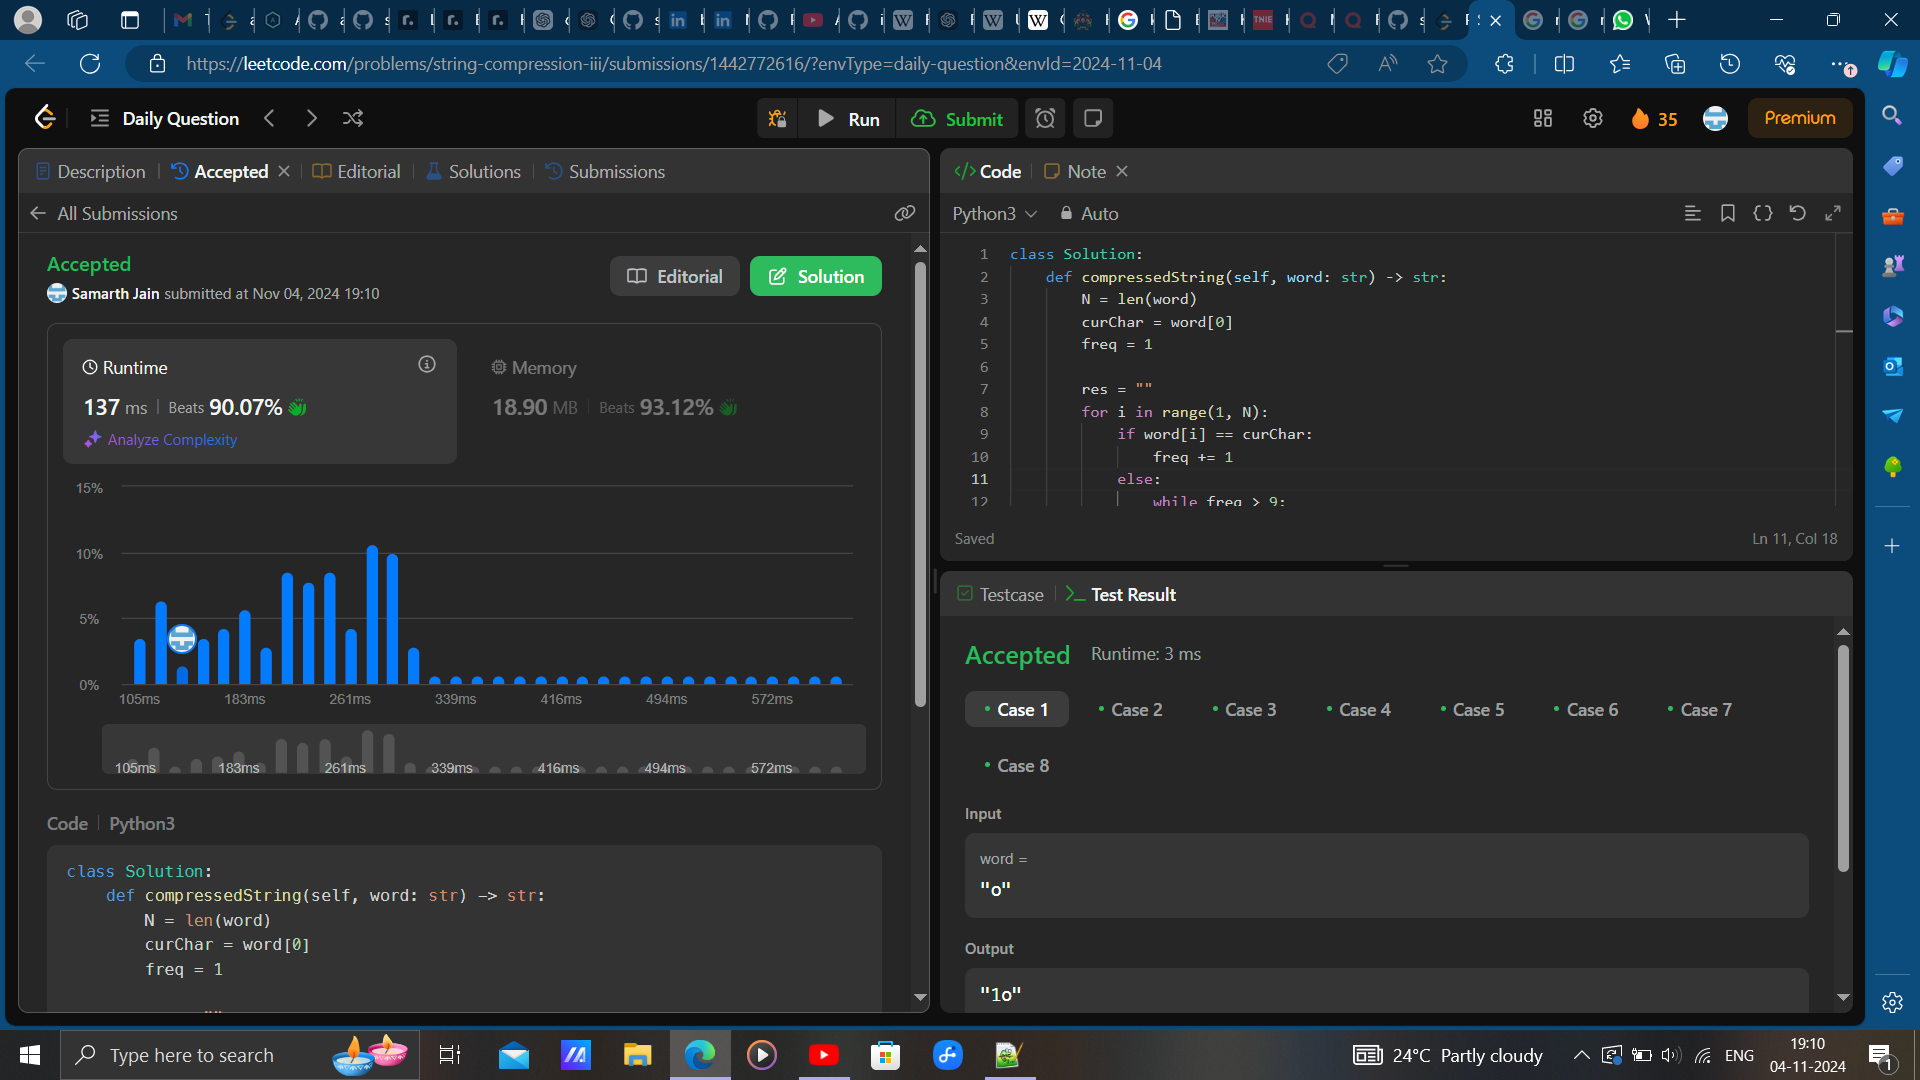 https://leetcode.com/problems/string-compression-iii/submissions/1442772616/?envType=daily-question&envId=2024-11-04
Daily Question
Run
Submit
35
Premium
Description
Accepted
Editorial
Solutions
Submissions
All Submissions
Accepted
Samarth Jain submitted at Nov 04, 2024 19:10
Editorial
Solution
Runtime
137 ms
Beats 90.07%
Analyze Complexity
Memory
18.90 MB
Beats 93.12%
15%
10%
5%
0%
105ms 183ms 261ms 339ms 416ms 494ms 572ms
105ms 183ms 261ms 339ms 416ms 494ms 572ms
Code
Python3
class Solution:
def compressedString(self, word: str) -> str:
N = len(word)
curChar = word[0]
freq = 1
Code
Note
Python3
Auto
1 class Solution:
2 def compressedString(self, word: str) -> str:
3 N = len(word)
4 curChar = word[0]
5 freq = 1
6
7 res = ""
8 for i in range(1, N):
9 if word[i] == curChar:
10 freq += 1
11 else:
12 while freq > 9:
Saved
Ln 11, Col 18
Testcase
Test Result
Accepted
Runtime: 3 ms
Case 1
Case 2
Case 3
Case 4
Case 5
Case 6
Case 7
Case 8
Input
word =
"o"
Output
"1o"
Type here to search
24°C Partly cloudy
ENG
19:10
04-11-2024
1